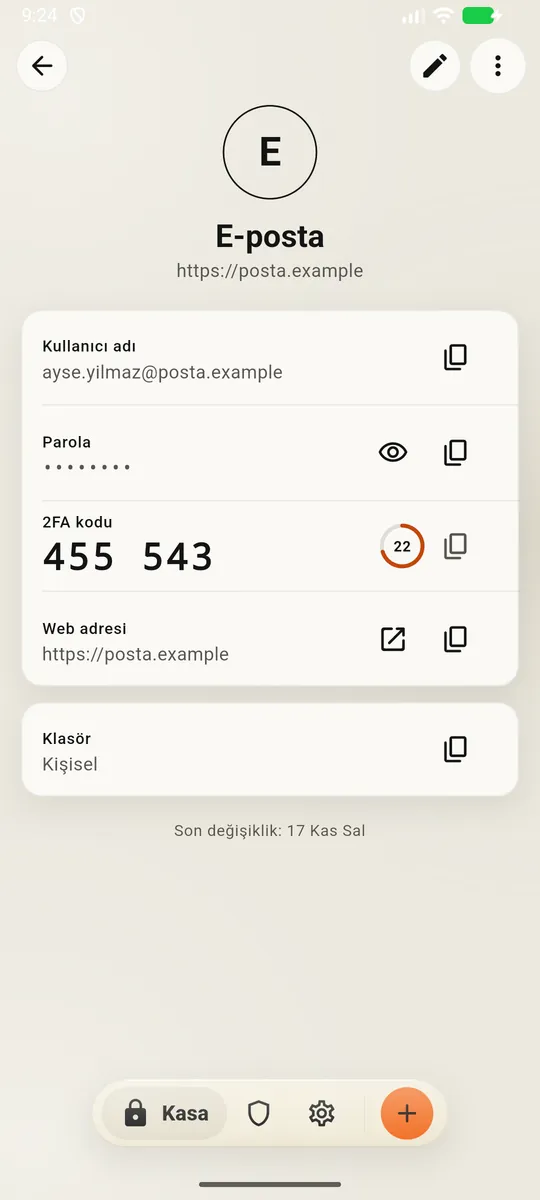 9:24
E
E-posta
https://posta.example
Kullanıcı adı
ayse.yilmaz@posta.example
Parola
••••••••
2FA kodu
455 543
22
Web adresi
https://posta.example
Klasör
Kişisel
Son değişiklik: 17 Kas Sal
Kasa